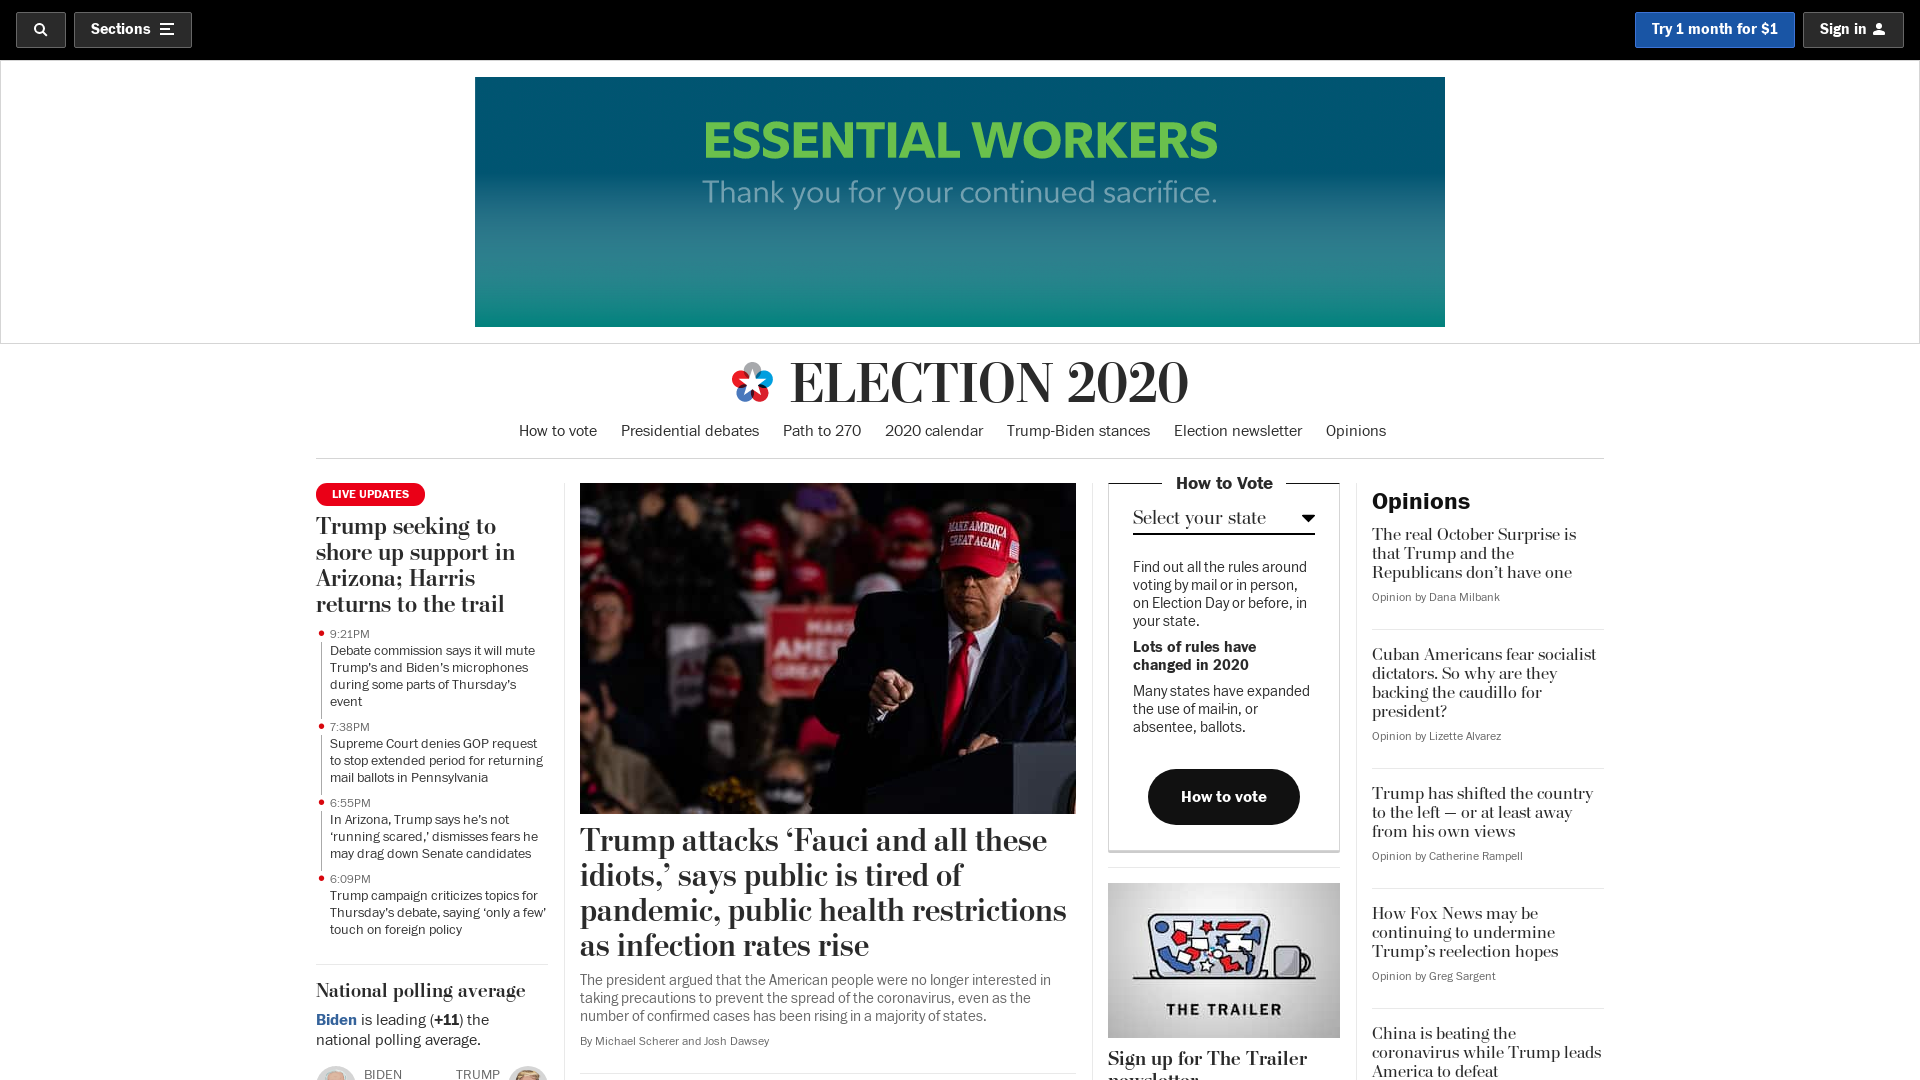 Sections
Try 1 month for $1
Sign in
ESSENTIAL WORKERS
Thank you for your continued sacrifice.
ELECTION 2020
How to vote
Presidential debates
Path to 270
2020 calendar
Trump-Biden stances
Election newsletter
Opinions
LIVE UPDATES
Trump seeking to
shore up support in
Arizona; Harris
returns to the trail
9:21PM
Debate commission says it will mute
Trump’s and Biden’s microphones
during some parts of Thursday’s
event
7:38PM
Supreme Court denies GOP request
to stop extended period for returning
mail ballots in Pennsylvania
6:55PM
In Arizona, Trump says he’s not
‘running scared,’ dismisses fears he
may drag down Senate candidates
6:09PM
Trump campaign criticizes topics for
Thursday’s debate, saying ‘only a few’
touch on foreign policy
National polling average
Biden is leading (+11) the
national polling average.
BIDEN
TRUMP
MAKE AMERICA
GREAT AGAIN
Trump attacks ‘Fauci and all these
idiots,’ says public is tired of
pandemic, public health restrictions
as infection rates rise
The president argued that the American people were no longer interested in
taking precautions to prevent the spread of the coronavirus, even as the
number of confirmed cases has been rising in a majority of states.
By Michael Scherer and Josh Dawsey
How to Vote
Select your state
Find out all the rules around
voting by mail or in person,
on Election Day or before, in
your state.
Lots of rules have
changed in 2020
Many states have expanded
the use of mail-in, or
absentee, ballots.
How to vote
THE TRAILER
Sign up for The Trailer
newsletter
Opinions
The real October Surprise is
that Trump and the
Republicans don’t have one
Opinion by Dana Milbank
Cuban Americans fear socialist
dictators. So why are they
backing the caudillo for
president?
Opinion by Lizette Alvarez
Trump has shifted the country
to the left — or at least away
from his own views
Opinion by Catherine Rampell
How Fox News may be
continuing to undermine
Trump’s reelection hopes
Opinion by Greg Sargent
China is beating the
coronavirus while Trump leads
America to defeat